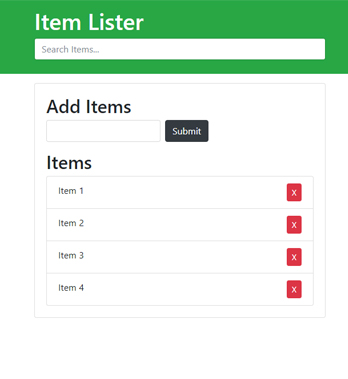 Item Lister
Search Items...
Add Items
Submit
Items
Item 1 X
Item 2 X
Item 3 X
Item 4 X